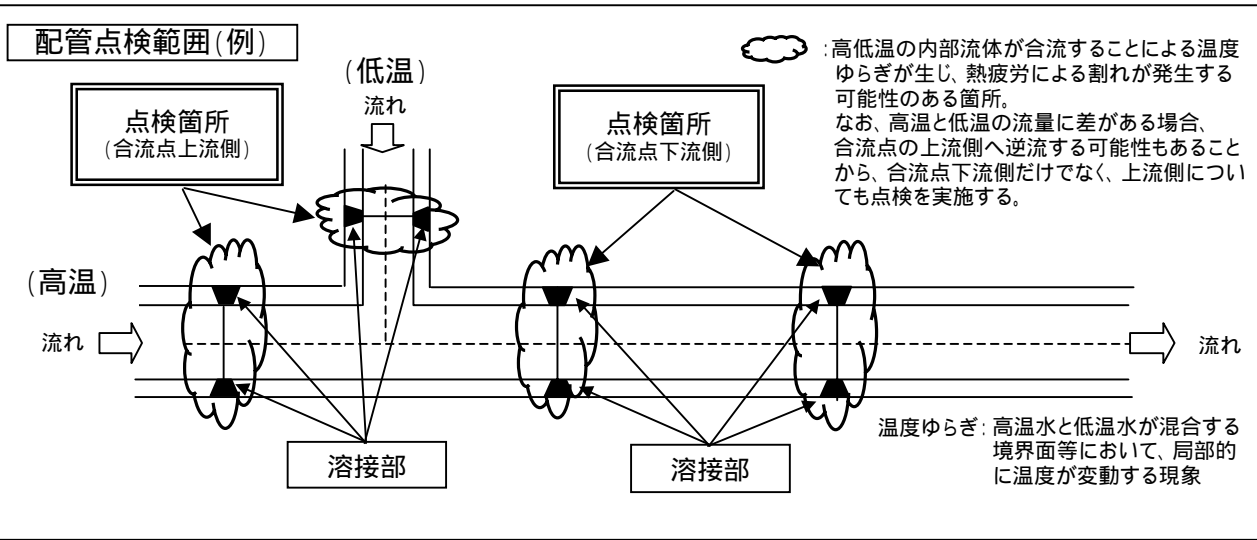 配管点検範囲(例)
(低温)
流れ
点検箇所
(合流点上流側)
点検箇所
(合流点下流側)
:高低温の内部流体が合流することによる温度
ゆらぎが生じ、熱疲労による割れが発生する
可能性のある箇所。
なお、高温と低温の流量に差がある場合、
合流点の上流側へ逆流する可能性もあること
から、合流点下流側だけでなく、上流側につい
ても点検を実施する。
(高温)
流れ
流れ
溶接部
溶接部
温度ゆらぎ:高温水と低温水が混合する
境界面等において、局部的
に温度が変動する現象